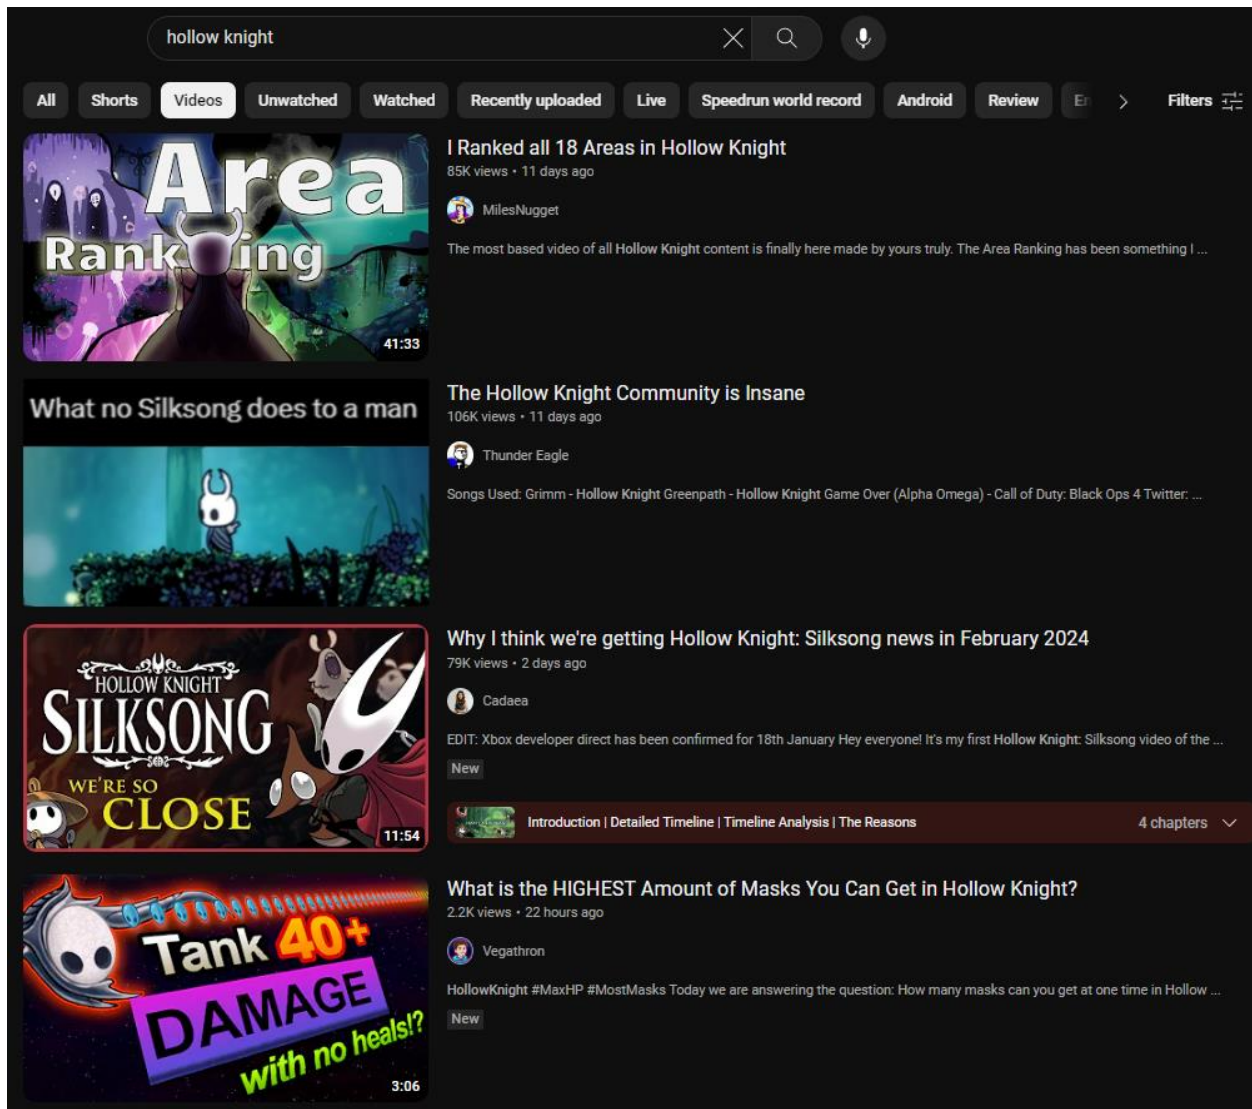 hollow knight
All Shorts Videos Unwatched Watched Recently uploaded Live Speedrun world record Android Review En Filters
Area
Ranking
41:33
I Ranked all 18 Areas in Hollow Knight
85K views • 11 days ago
MilesNugget
The most based video of all Hollow Knight content is finally here made by yours truly. The Area Ranking has been something I ...
What no Silksong does to a man
The Hollow Knight Community is Insane
106K views • 11 days ago
Thunder Eagle
Songs Used: Grimm - Hollow Knight Greenpath - Hollow Knight Game Over (Alpha Omega) - Call of Duty: Black Ops 4 Twitter: ...
HOLLOW KNIGHT
SILKSONG
WE'RE SO
CLOSE
11:54
Why I think we're getting Hollow Knight: Silksong news in February 2024
79K views • 2 days ago
Cadaea
EDIT: Xbox developer direct has been confirmed for 18th January Hey everyone! It's my first Hollow Knight: Silksong video of the ...
New
Introduction | Detailed Timeline | Timeline Analysis | The Reasons
4 chapters
Tank 40+
DAMAGE
with no heals!?
3:06
What is the HIGHEST Amount of Masks You Can Get in Hollow Knight?
2.2K views • 22 hours ago
Vegathron
HollowKnight #MaxHP #MostMasks Today we are answering the question: How many masks can you get at one time in Hollow ...
New